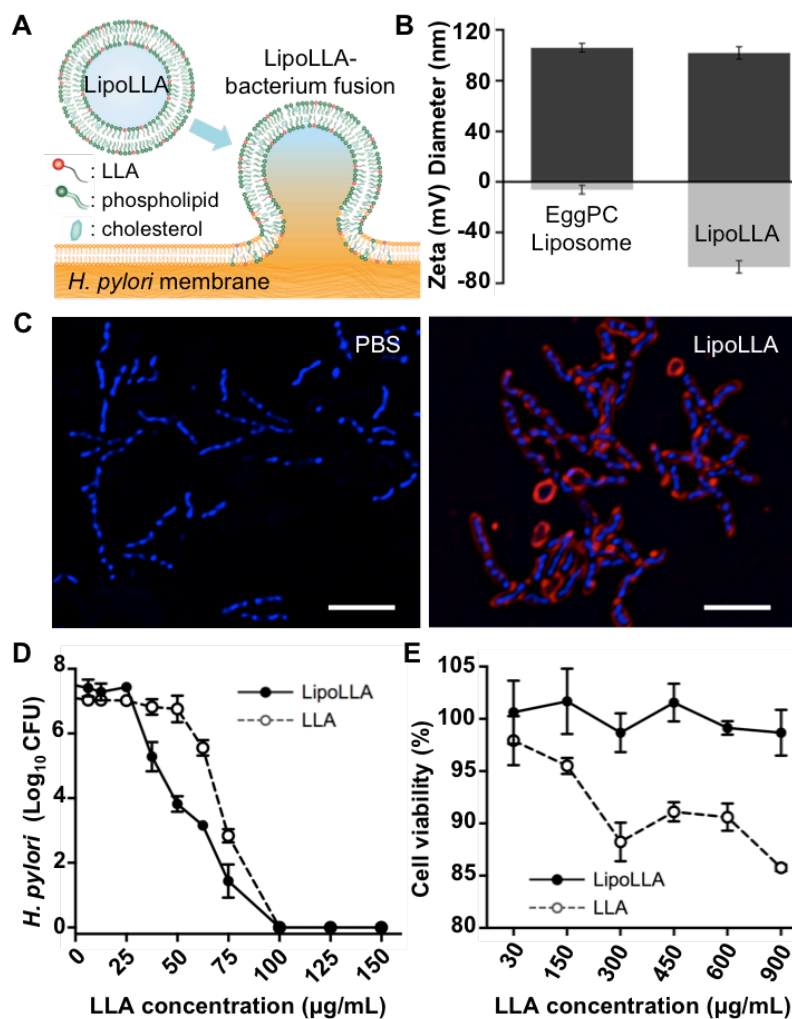 A
LipoLLA
LipoLLA-
bacterium fusion
: LLA
: phospholipid
: cholesterol
H. pylori membrane
B
Zeta (mV) Diameter (nm)
120
80
40
0
-40
-80
EggPC
Liposome
LipoLLA
C
PBS
LipoLLA
D
H. pylori (Log10 CFU)
8
6
4
2
0
LipoLLA
LLA
0
25
50
75
100
125
150
LLA concentration (µg/mL)
E
Cell viability (%)
105
100
95
90
85
80
LipoLLA
LLA
30
150
300
450
600
900
LLA concentration (µg/mL)